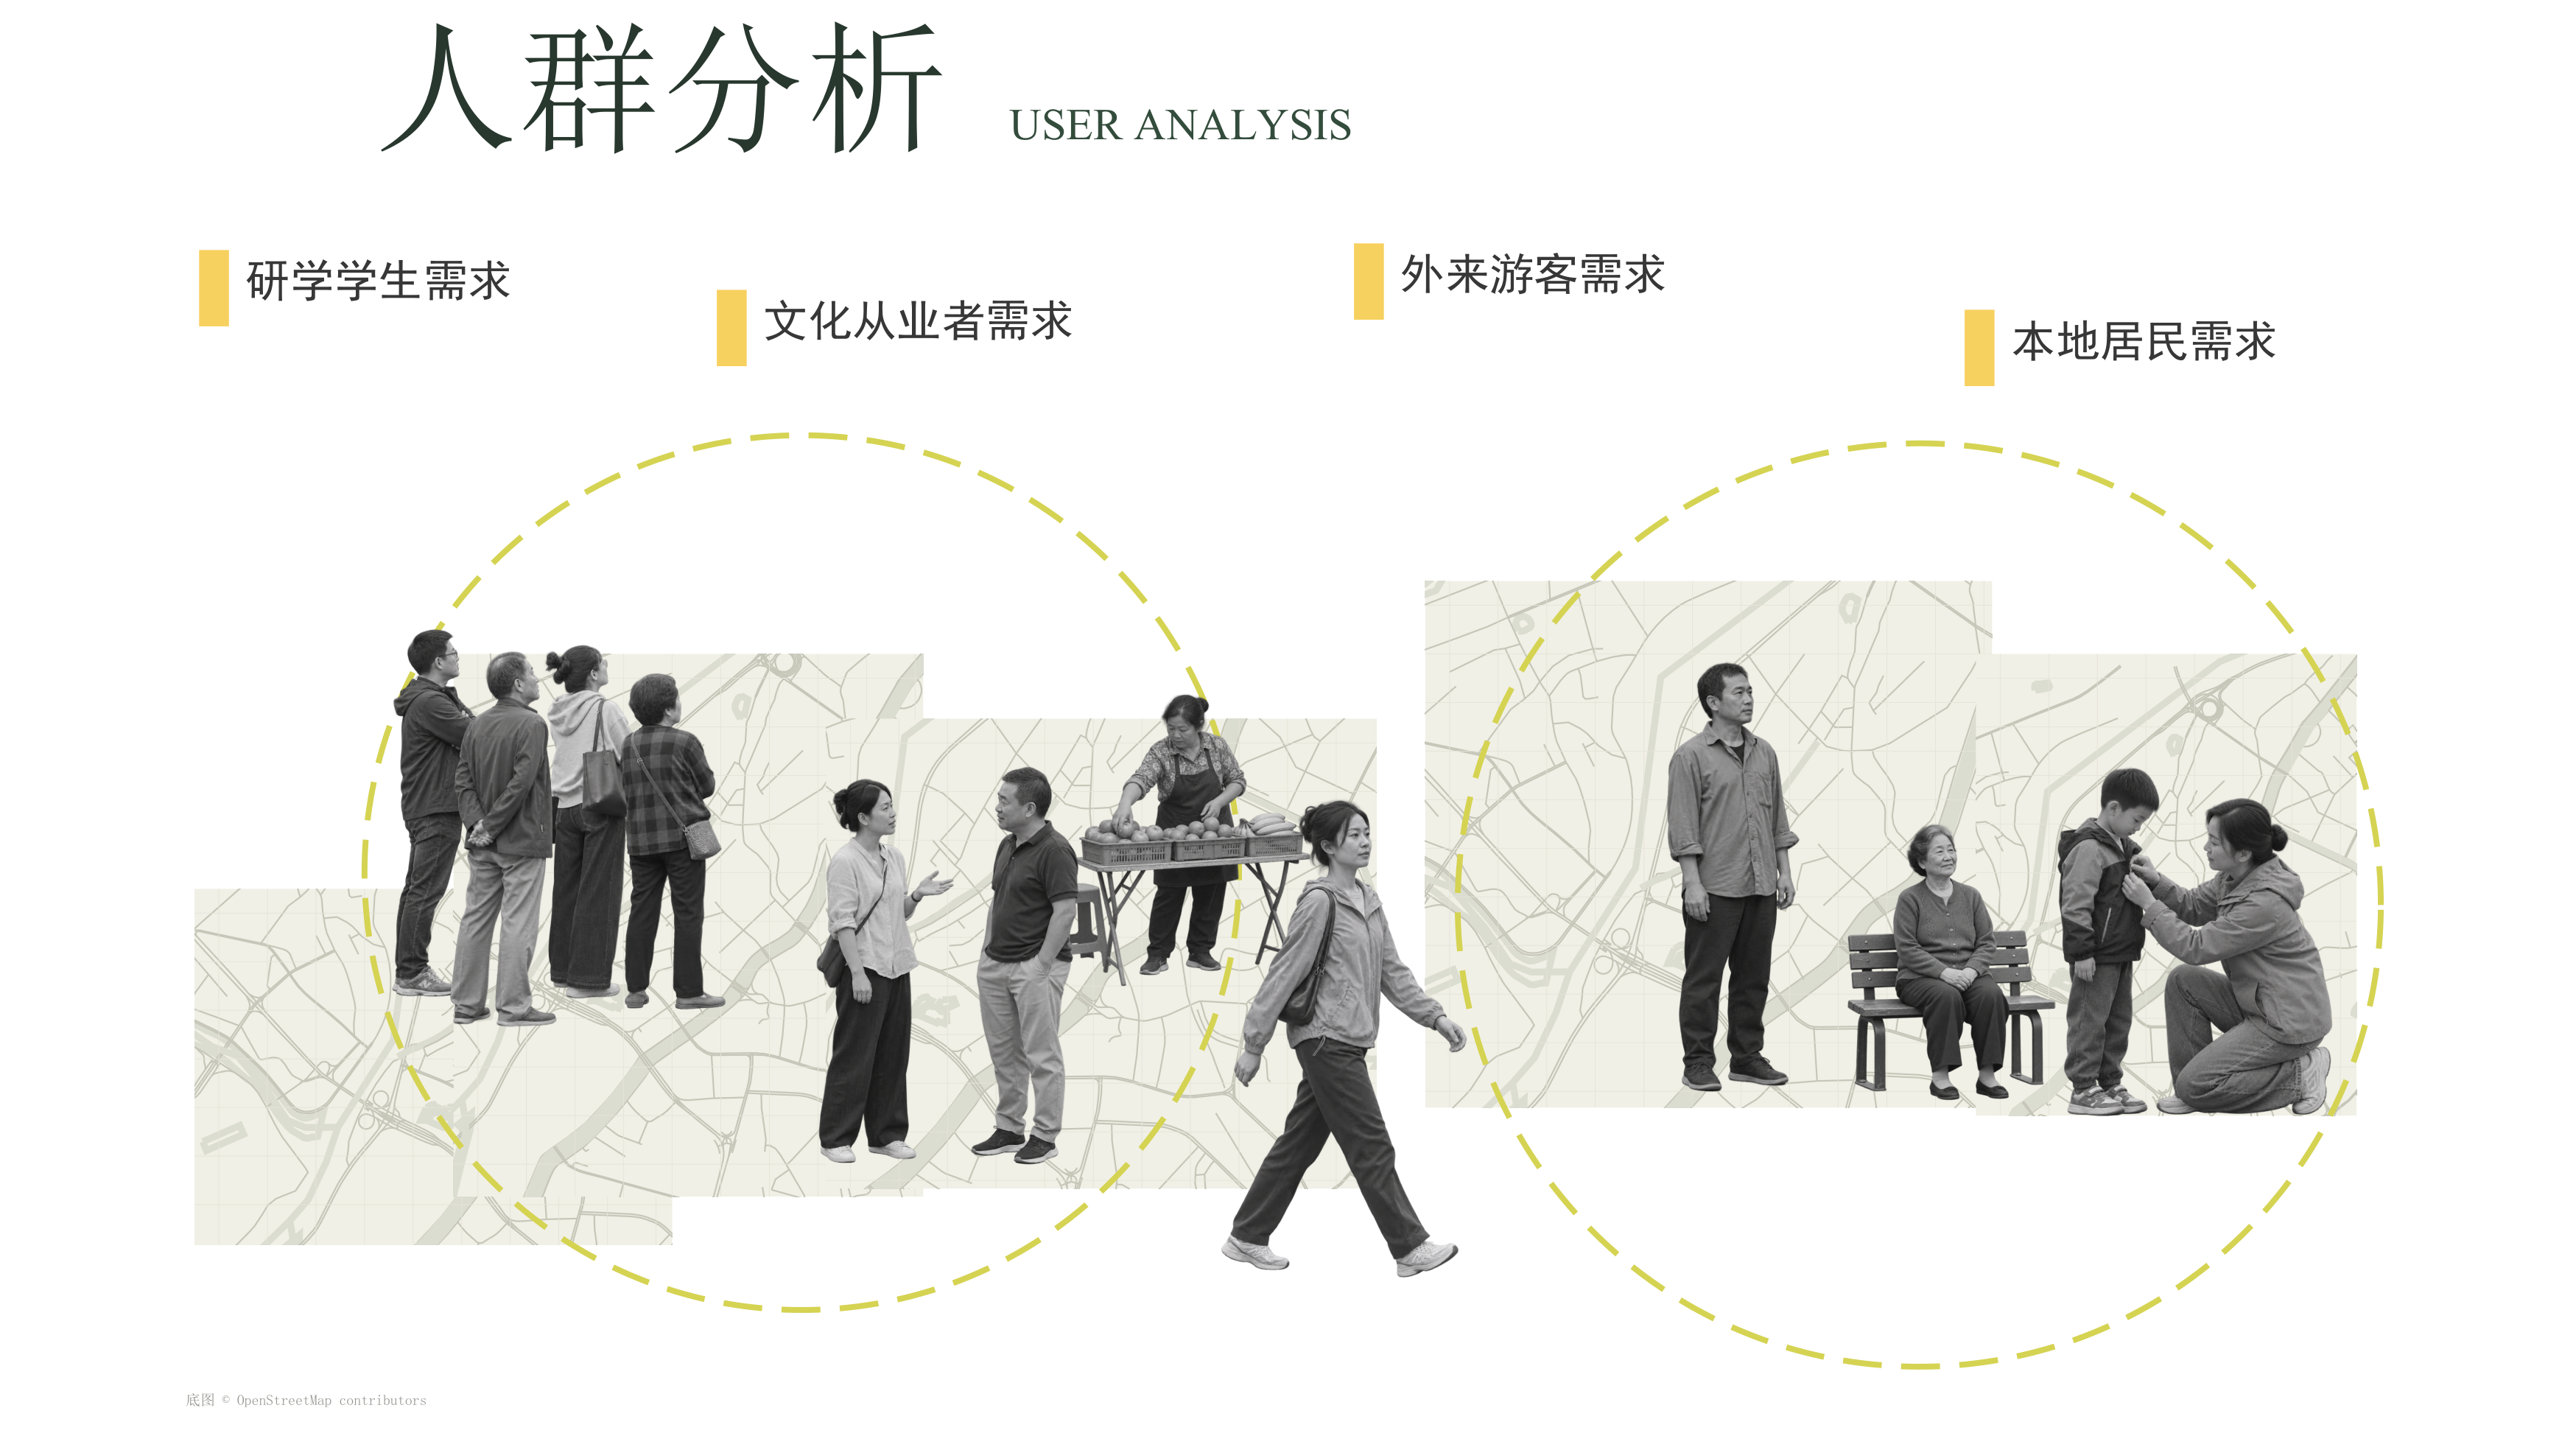 人群分析
USER ANALYSIS
研学学生需求
文化从业者需求
外来游客需求
本地居民需求
底图 © OpenStreetMap contributors